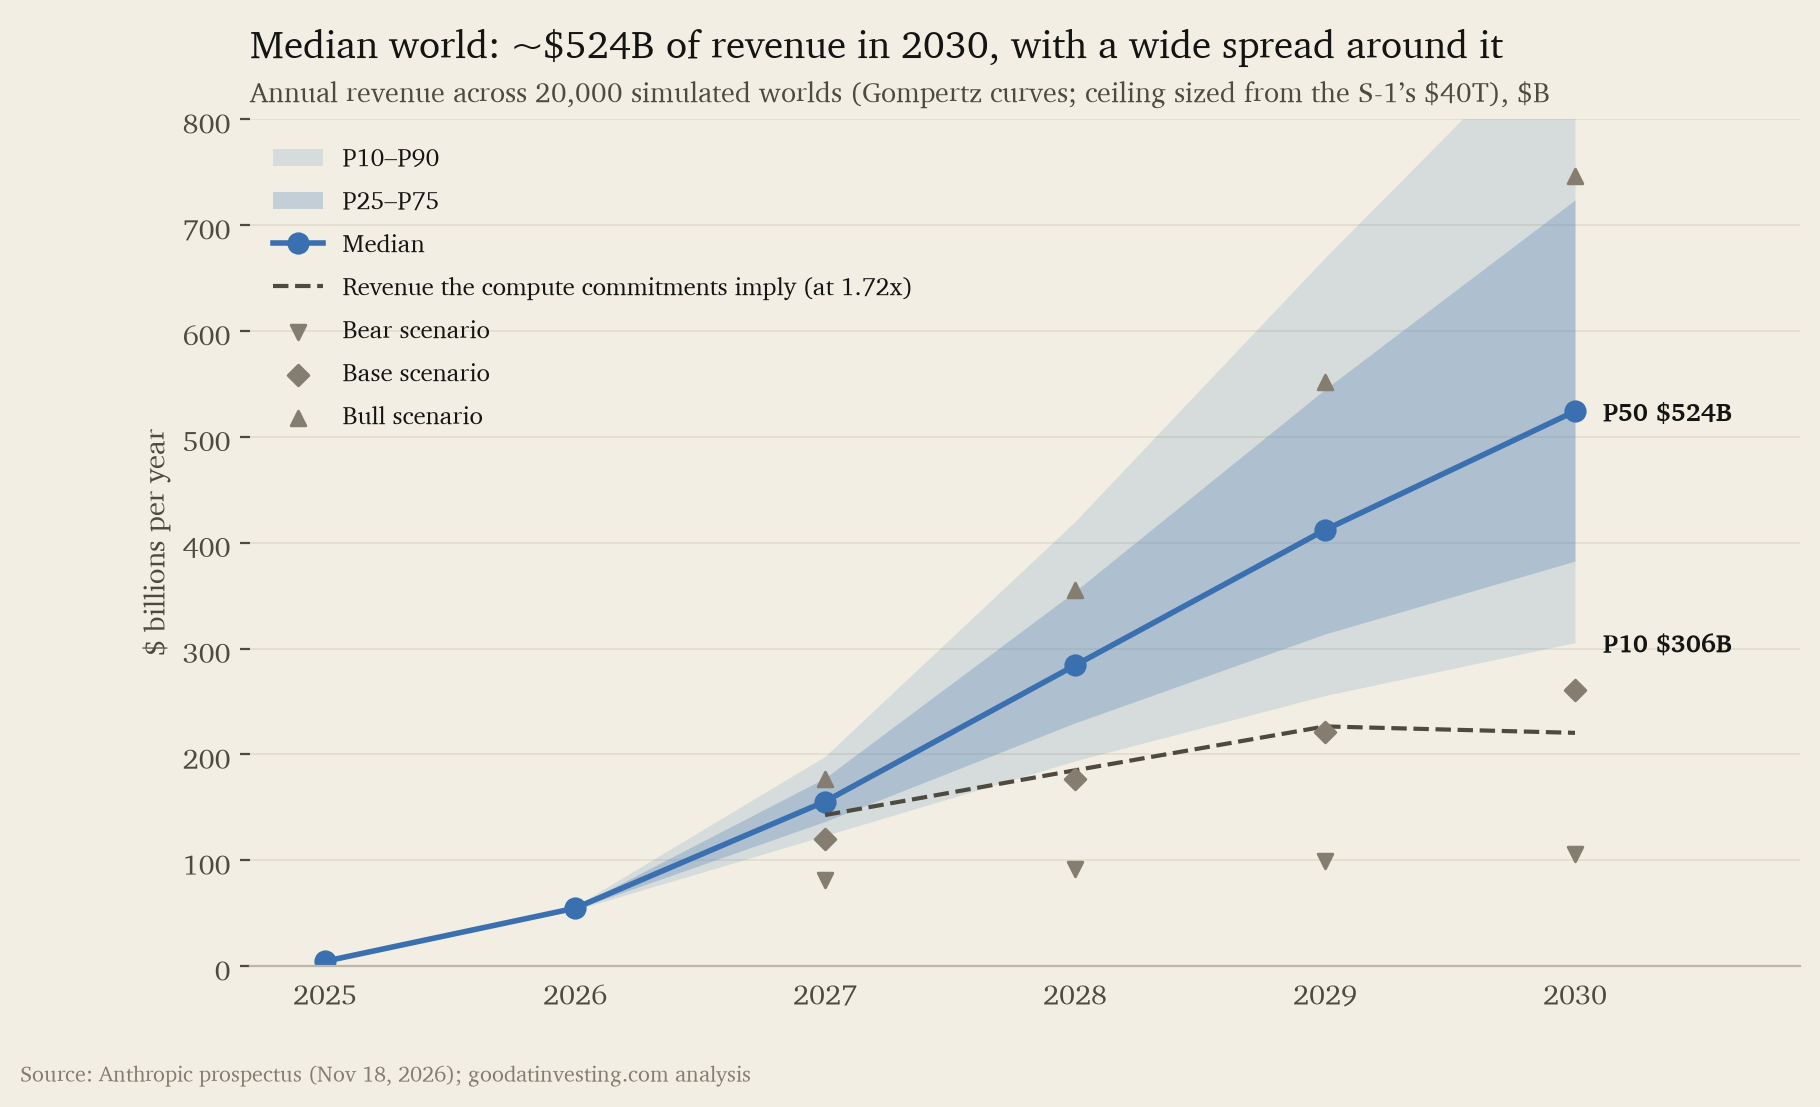 Median world: ~$524B of revenue in 2030, with a wide spread around it
Annual revenue across 20,000 simulated worlds (Gompertz curves; ceiling sized from the S-1’s $40T), $B
800
700
600
500
400
300
200
100
0
$ billions per year
P10–P90
P25–P75
Median
Revenue the compute commitments imply (at 1.72x)
Bear scenario
Base scenario
Bull scenario
P50 $524B
P10 $306B
2025 2026 2027 2028 2029 2030
Source: Anthropic prospectus (Nov 18, 2026); goodatinvesting.com analysis